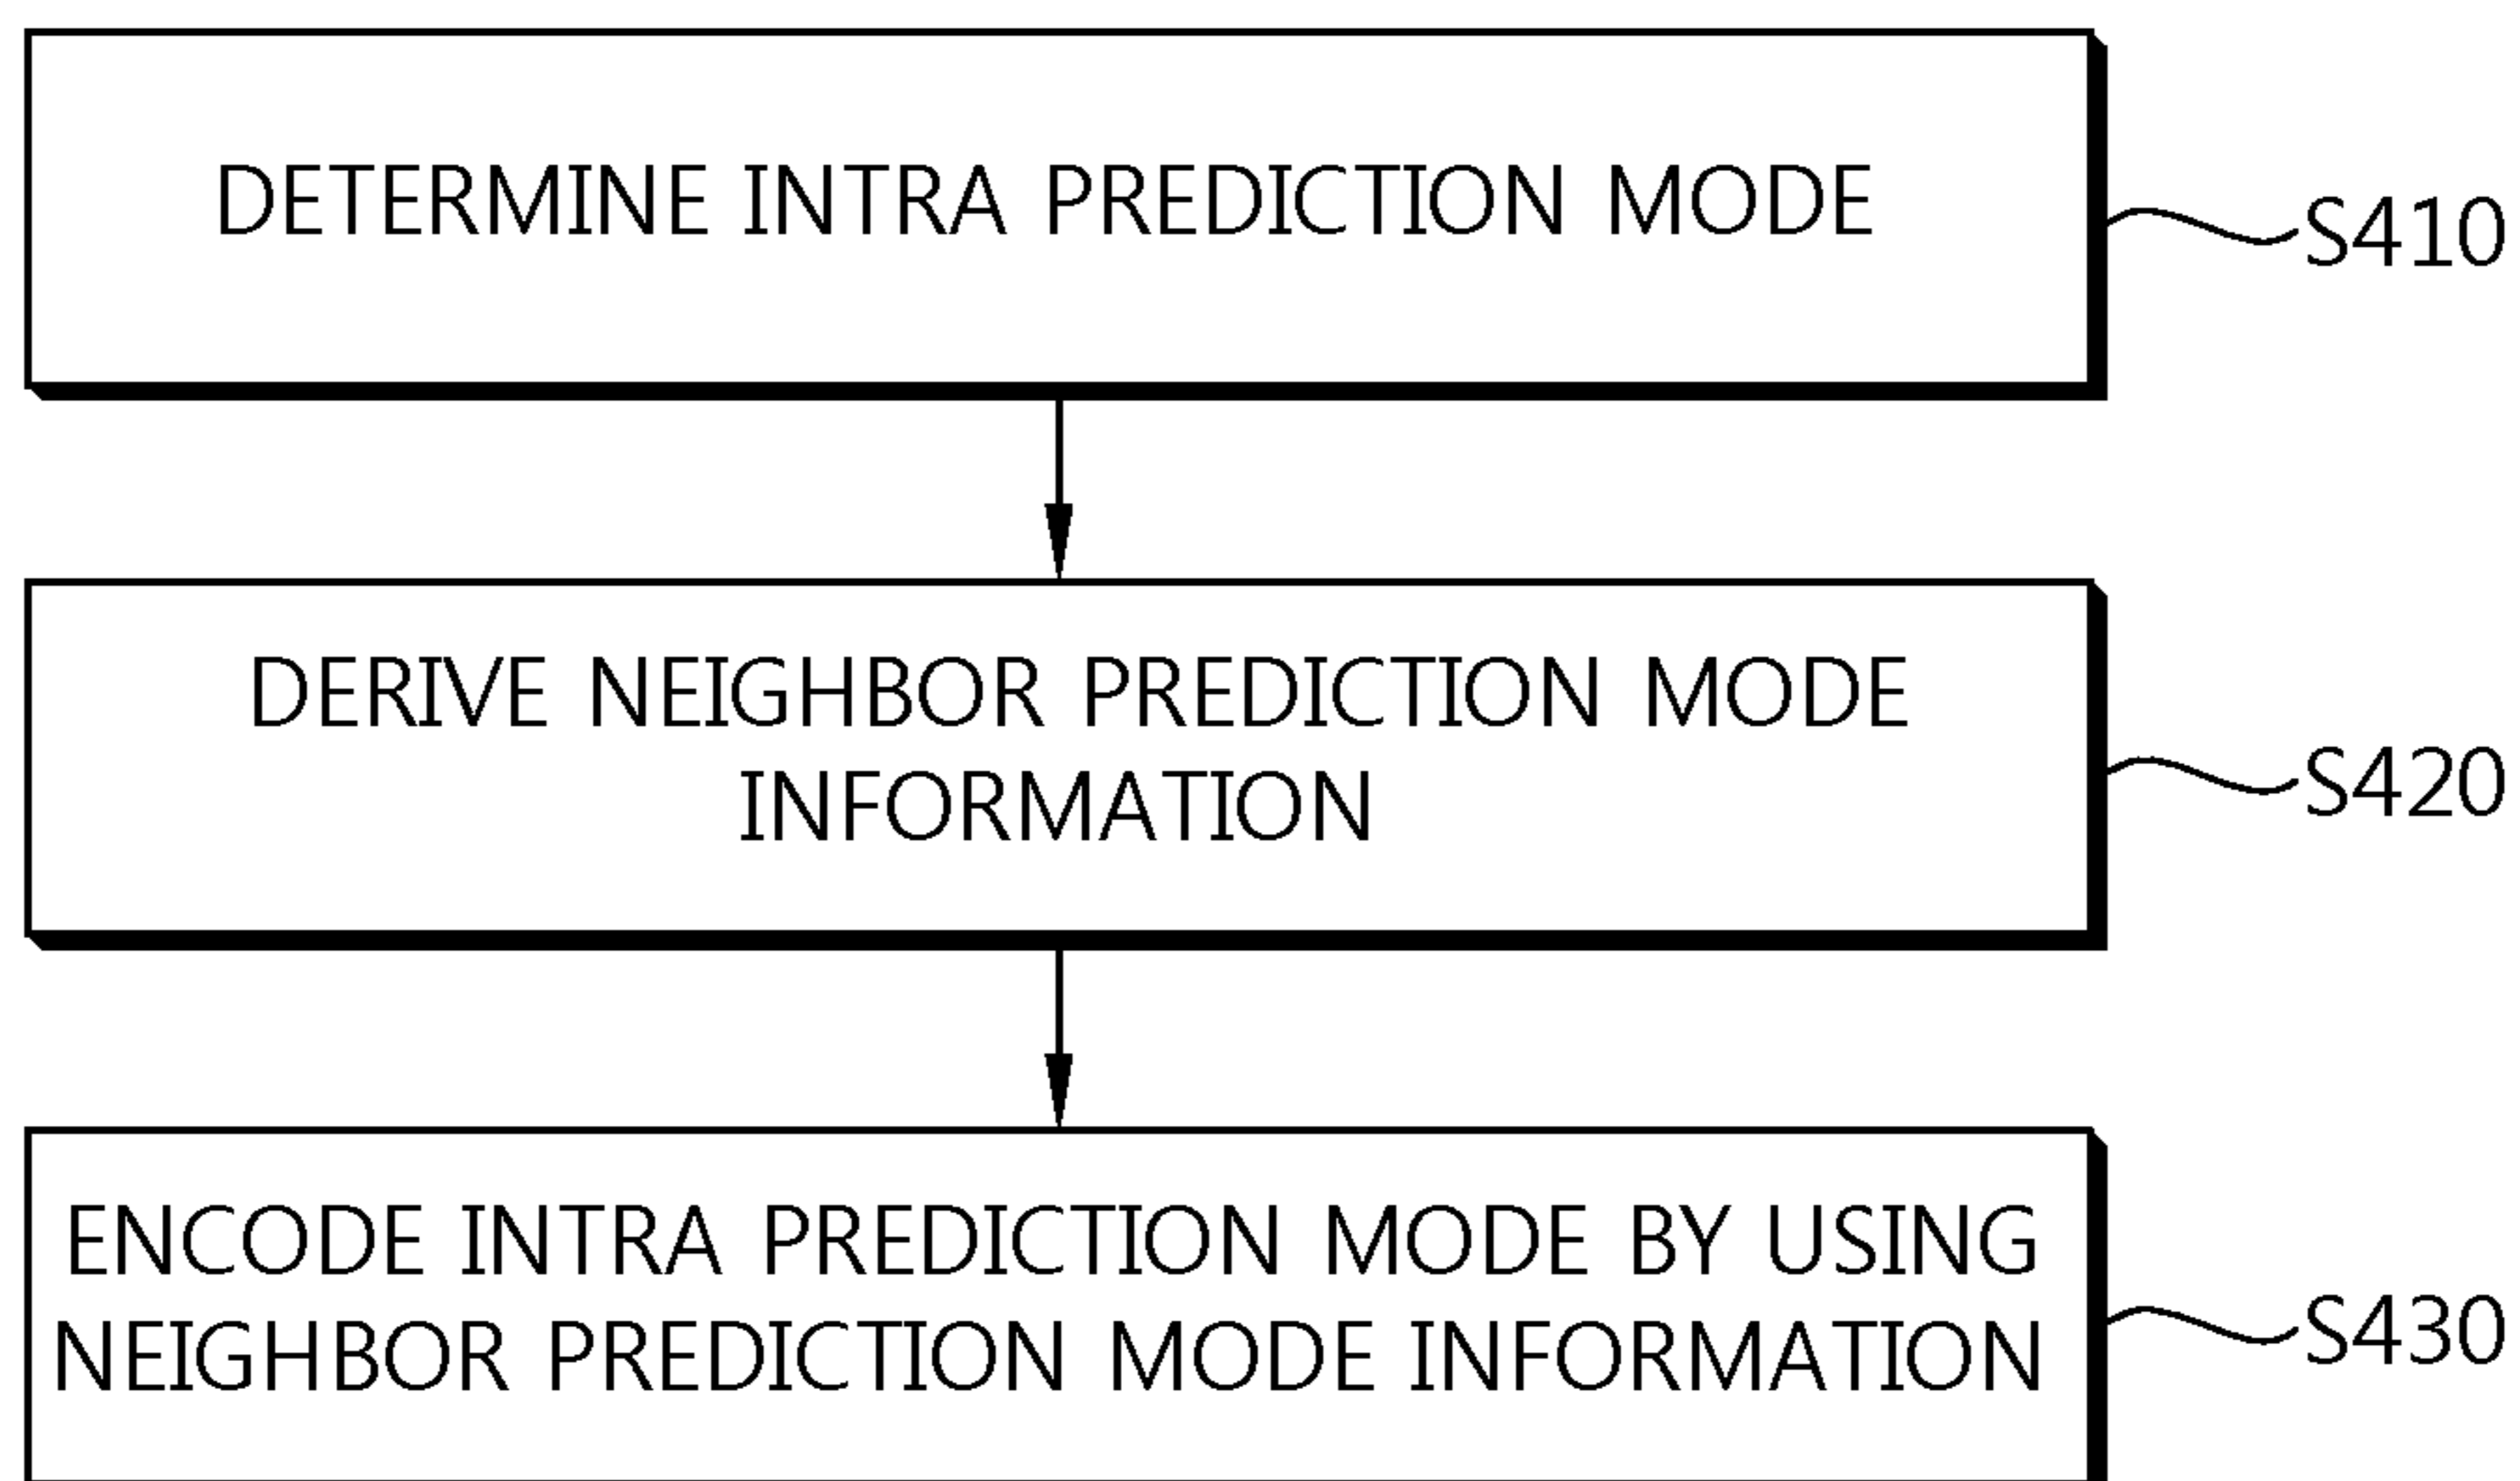 DETERMINE INTRA PREDICTION MODE
S410
DERIVE NEIGHBOR PREDICTION MODE
INFORMATION
S420
ENCODE INTRA PREDICTION MODE BY USING
NEIGHBOR PREDICTION MODE INFORMATION
S430